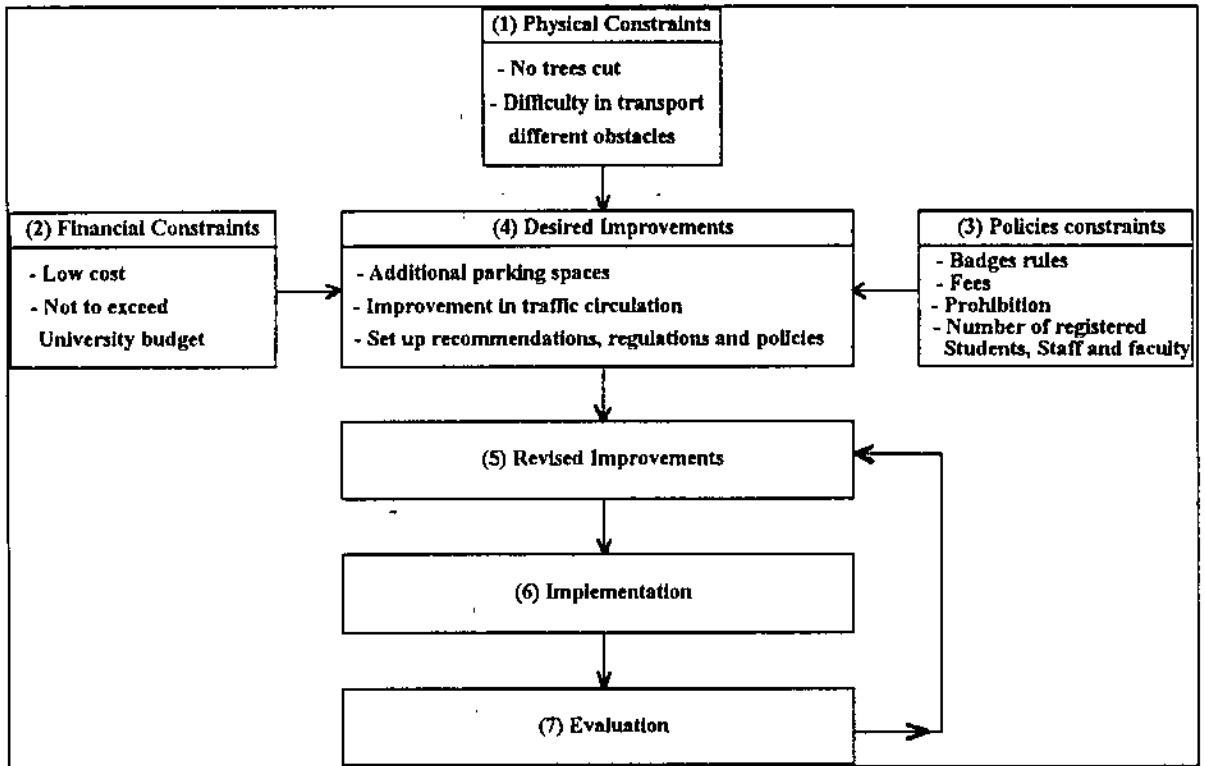 (1) Physical Constraints
- No trees cut
- Difficulty in transport
different obstacles
(2) Financial Constraints
- Low cost
- Not to exceed
University budget
(4) Desired Improvements
- Additional parking spaces
- Improvement in traffic circulation
- Set up recommendations, regulations and policies
(3) Policies constraints
- Badges rules
- Fees
- Prohibition
- Number of registered
Students, Staff and faculty
(5) Revised Improvements
(6) Implementation
(7) Evaluation